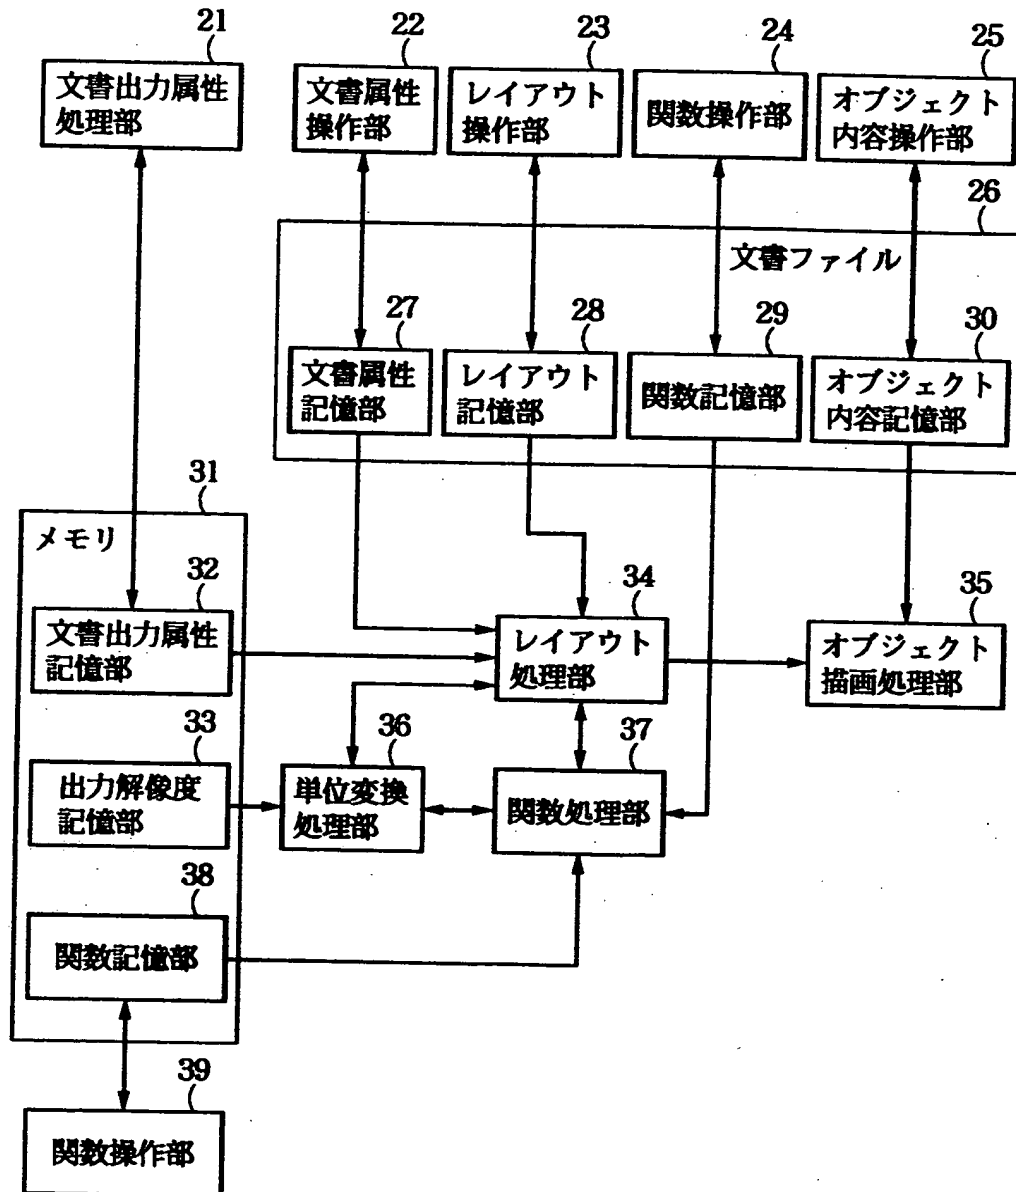 21
文書出力属性
処理部
22
文書属性
操作部
23
レイアウト
操作部
24
関数操作部
25
オブジェクト
内容操作部
26
文書ファイル
27
文書属性
記憶部
28
レイアウト
記憶部
29
関数記憶部
30
オブジェクト
内容記憶部
31
メモリ
32
文書出力属性
記憶部
33
出力解像度
記憶部
34
レイアウト
処理部
35
オブジェクト
描画処理部
36
単位変換
処理部
37
関数処理部
38
関数記憶部
39
関数操作部